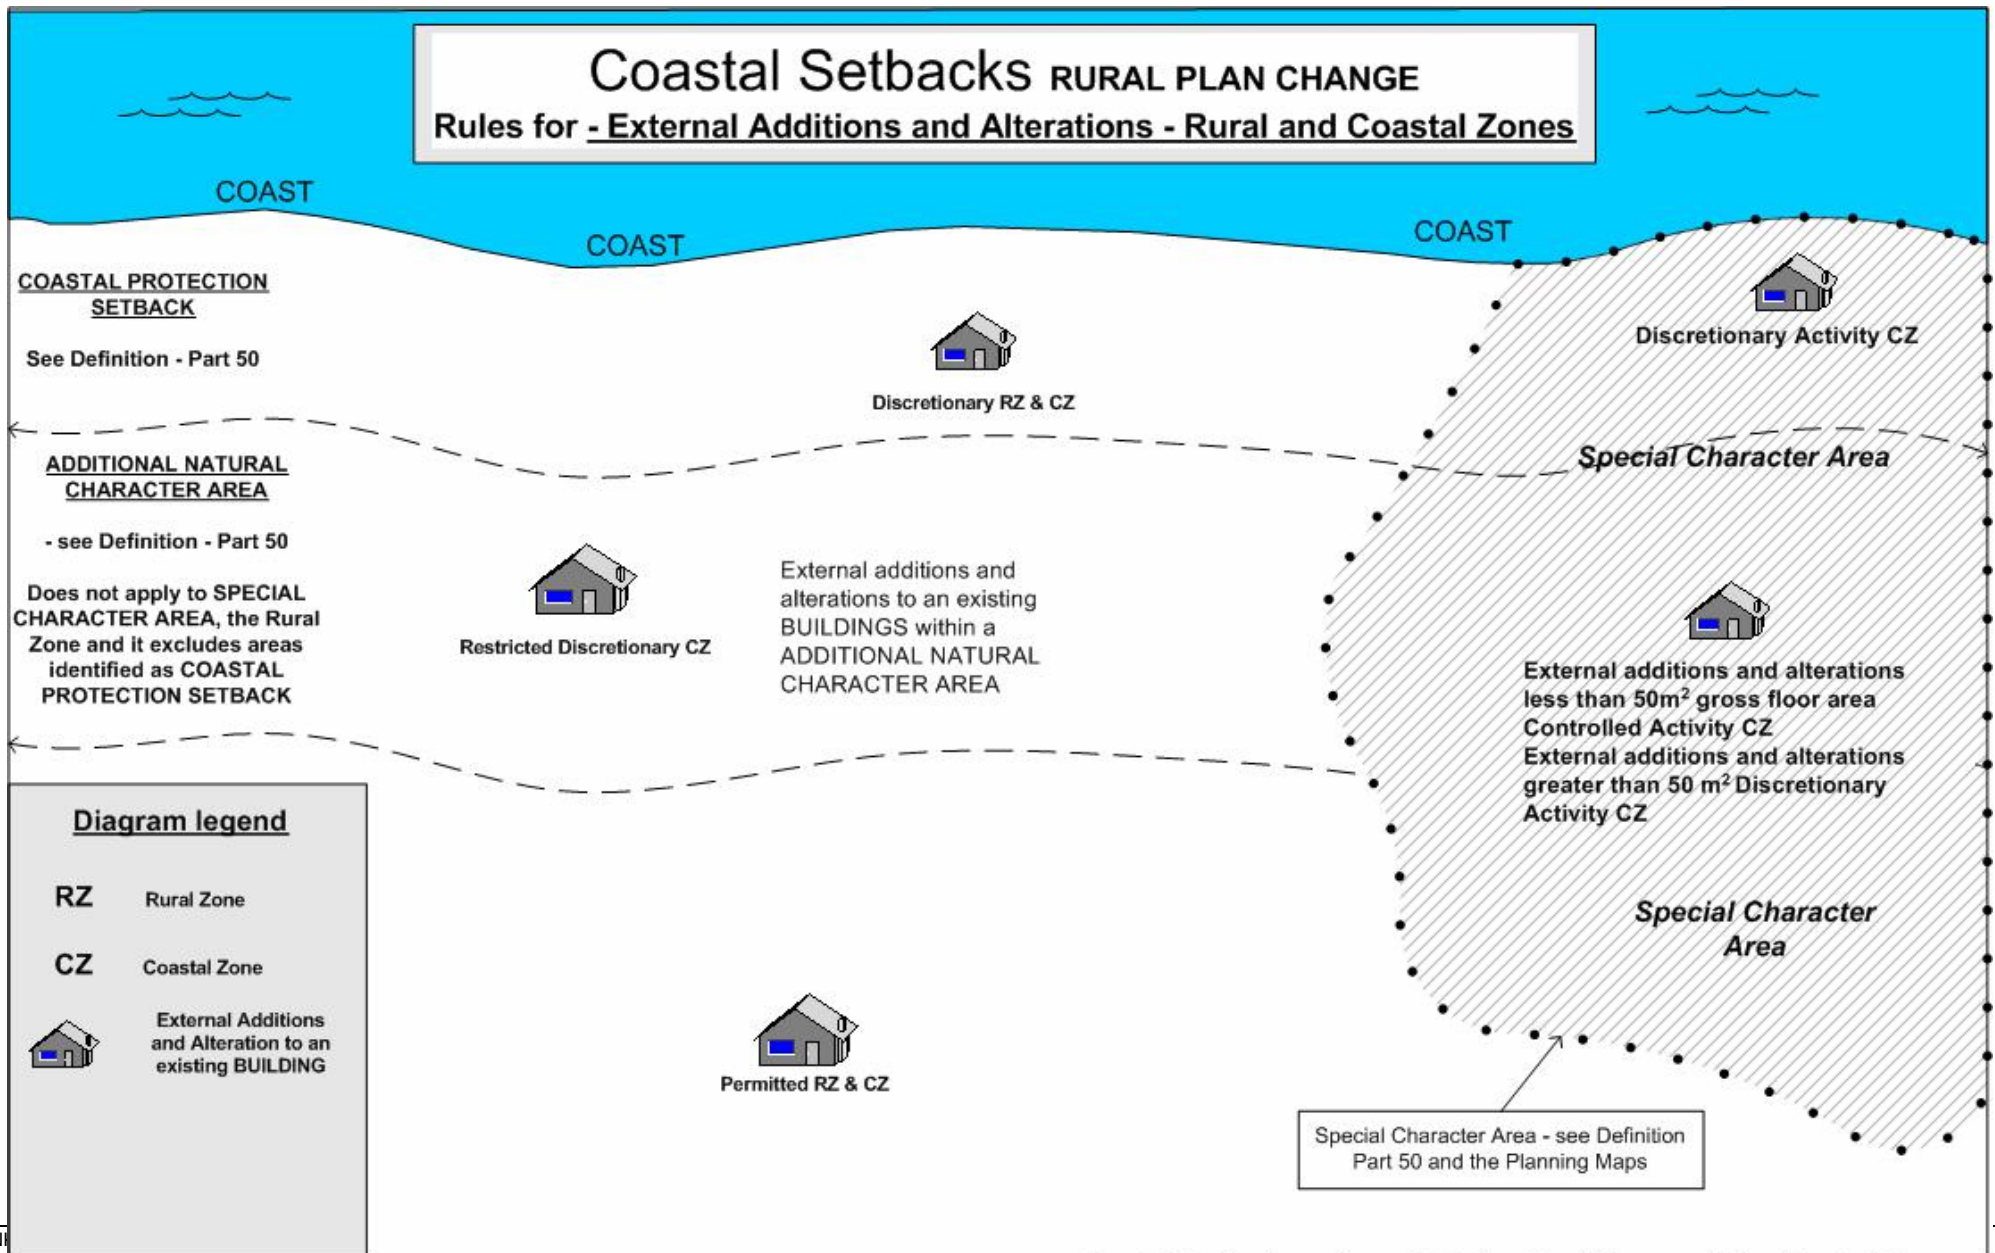 Coastal Setbacks RURAL PLAN CHANGE
Rules for - External Additions and Alterations - Rural and Coastal Zones
COAST
COAST
COAST
COASTAL PROTECTION
SETBACK
See Definition - Part 50
Discretionary RZ & CZ
Discretionary Activity CZ
Special Character Area
ADDITIONAL NATURAL
CHARACTER AREA
- see Definition - Part 50
Does not apply to SPECIAL
CHARACTER AREA, the Rural
Zone and it excludes areas
identified as COASTAL
PROTECTION SETBACK
Restricted Discretionary CZ
External additions and
alterations to an existing
BUILDINGS within a
ADDITIONAL NATURAL
CHARACTER AREA
External additions and alterations
less than 50m² gross floor area
Controlled Activity CZ
External additions and alterations
greater than 50 m² Discretionary
Activity CZ
Special Character
Area
Diagram legend
RZ Rural Zone
CZ Coastal Zone
External Additions
and Alteration to an
existing BUILDING
Permitted RZ & CZ
Special Character Area - see Definition
Part 50 and the Planning Maps